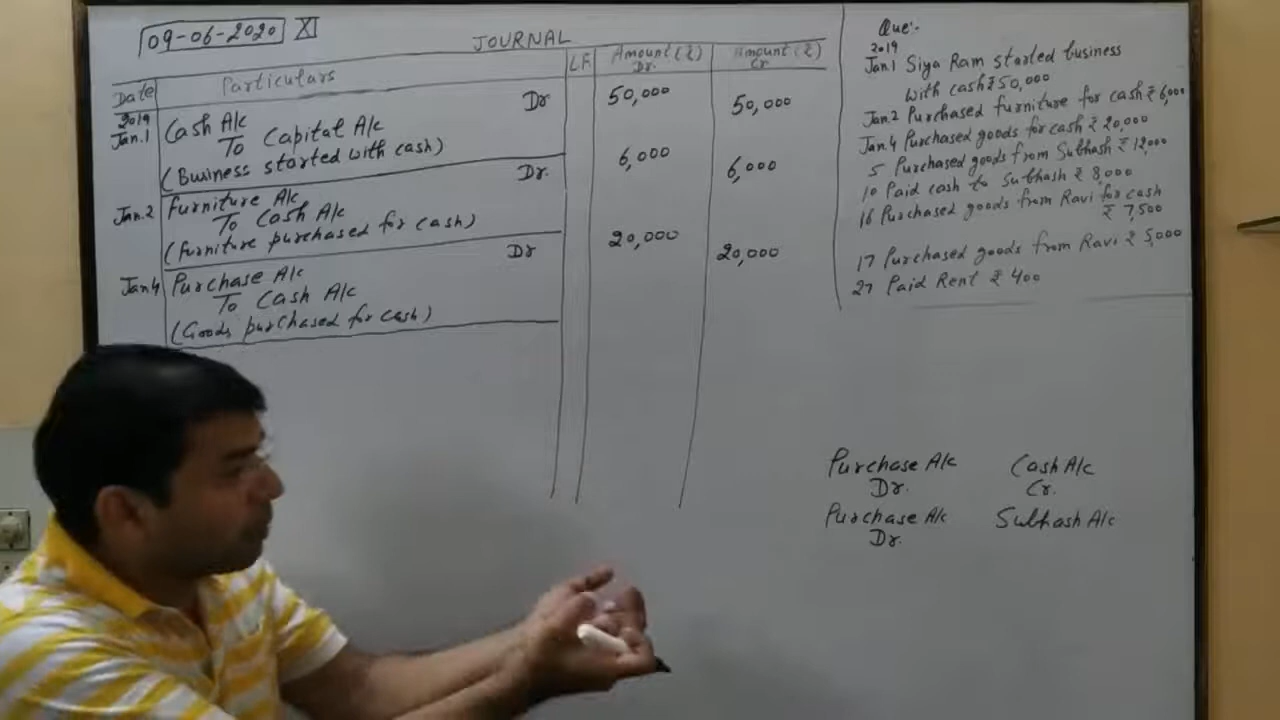 09-06-2020 XI
JOURNAL
Date Particulars LF Amount (₹) Dr. Amount (₹) Cr
2019
Jan.1 Cash A/c Dr 50,000
To Capital A/c 50,000
(Business started with cash)
Jan.2 Furniture A/c Dr. 6,000
To Cash A/c 6,000
(Furniture purchased for cash)
Jan4 Purchase A/c Dr 20,000
To Cash A/c 20,000
(Goods purchased for cash)
Que:-
2019
Jan.1 Siya Ram started business
with cash ₹ 50,000
Jan.2 Purchased furniture for cash ₹ 6,000
Jan.4 Purchased goods for cash ₹ 20,000
5 Purchased goods from Subhash ₹ 12,000
10 Paid cash to Subhash ₹ 8,000
16 Purchased goods from Ravi for cash
₹ 7,500
17 Purchased goods from Ravi ₹ 5,000
27 Paid Rent ₹ 400
Purchase A/c Cash A/c
Dr. Cr.
Purchase A/c Subhash A/c
Dr.